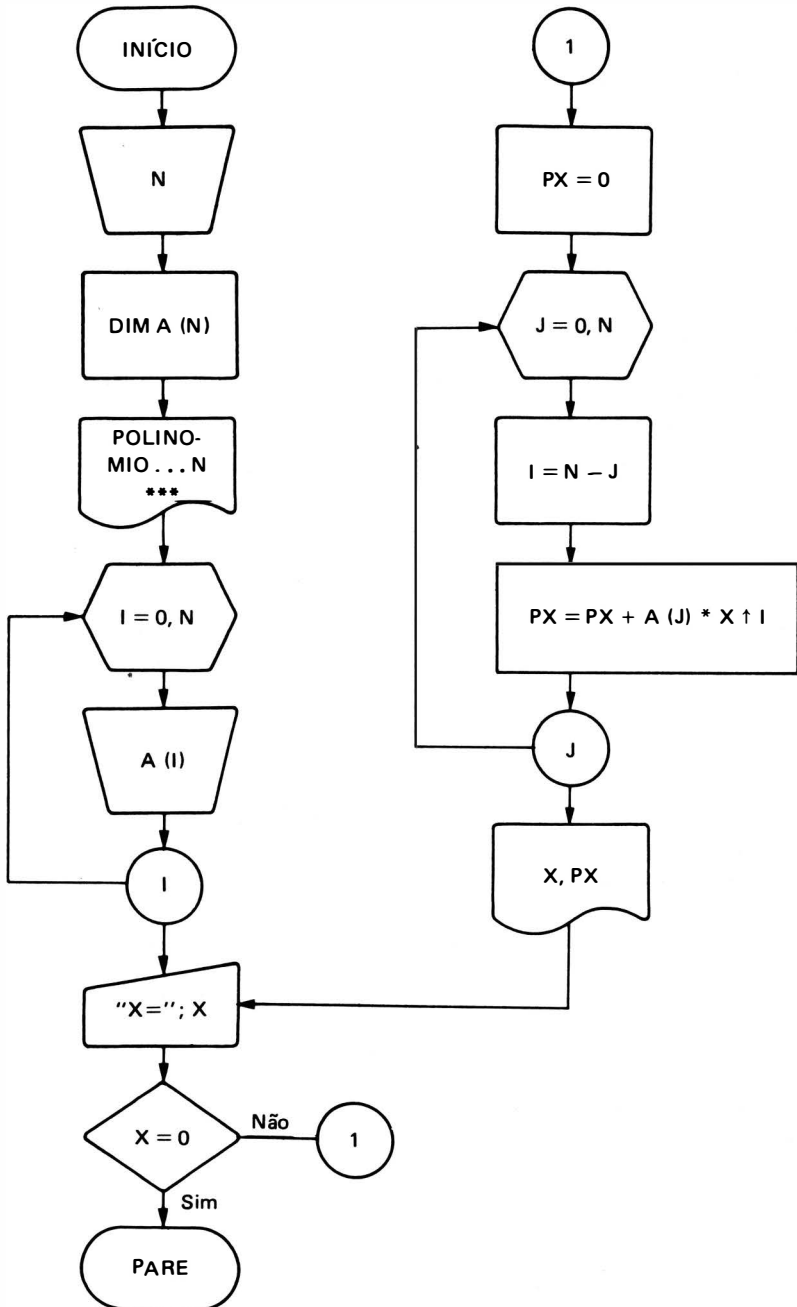 INÍCIO
N
DIM A (N)
POLINO-
MIO . . . N
***
I = 0, N
A (I)
I
"X="; X
X = 0
Não
1
Sim
PARE
1
PX = 0
J = 0, N
I = N − J
PX = PX + A (J) * X ↑ I
J
X, PX